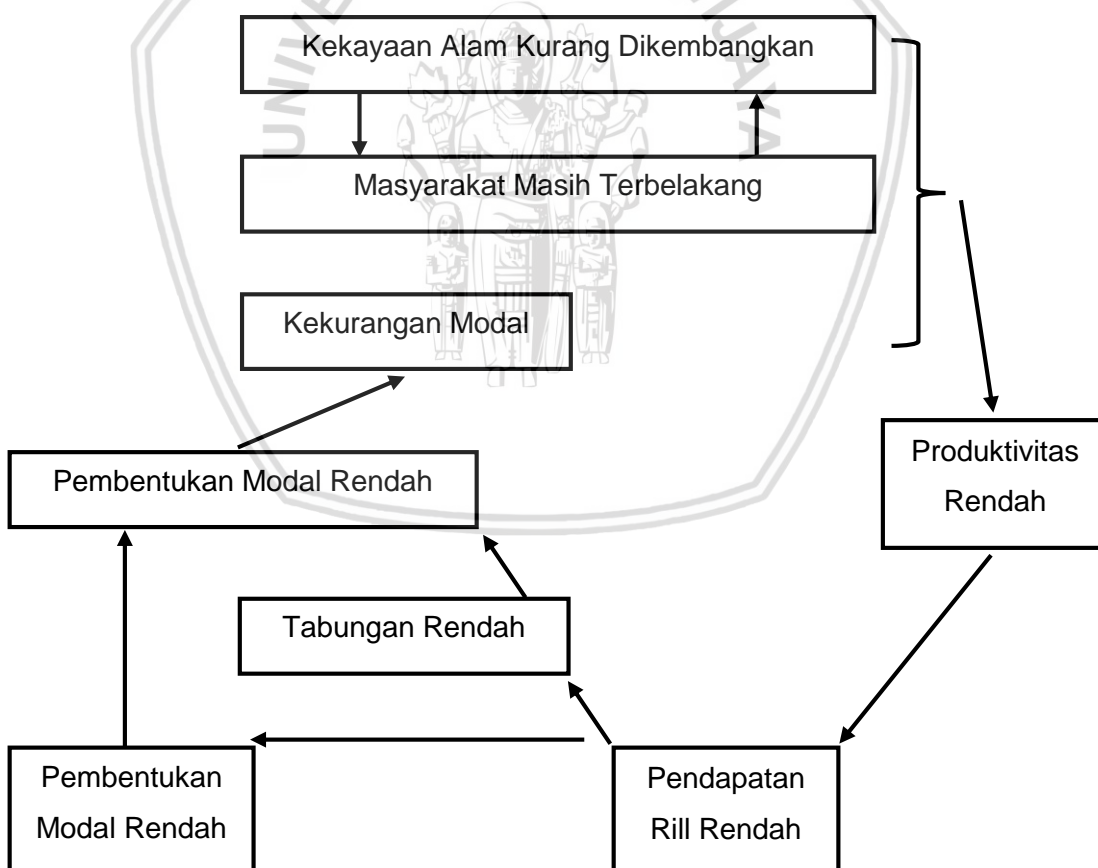 Kekayaan Alam Kurang Dikembangkan
Masyarakat Masih Terbelakang
Kekurangan Modal
Pembentukan Modal Rendah
Produktivitas
Rendah
Tabungan Rendah
Pembentukan
Modal Rendah
Pendapatan
Rill Rendah